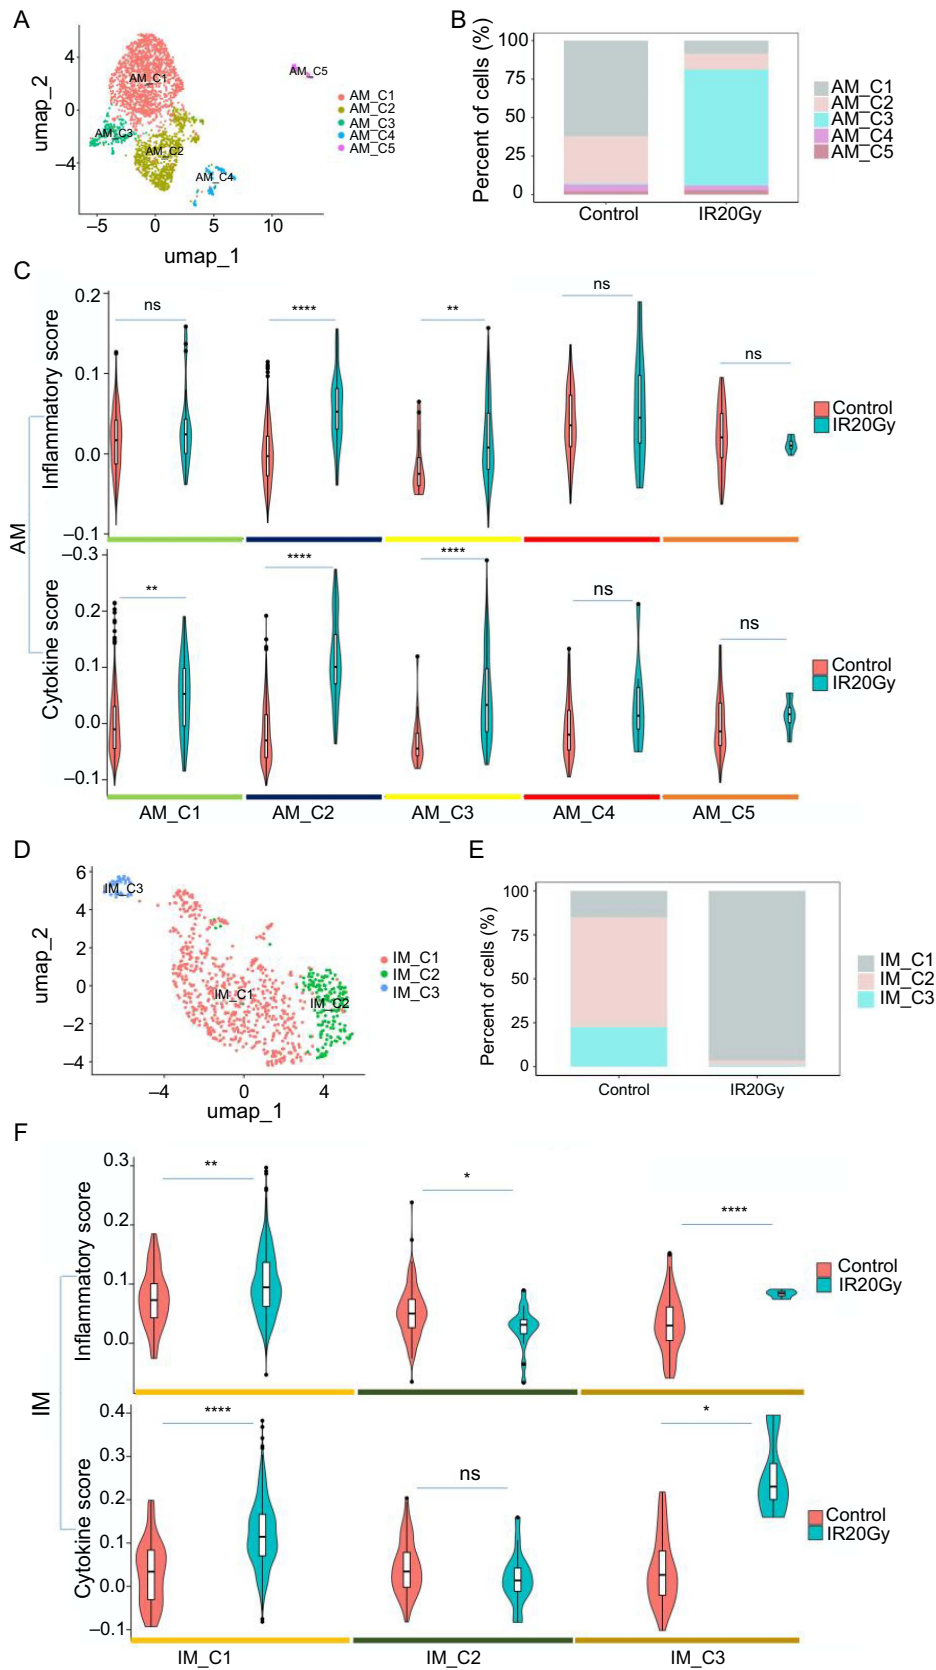 A
umap_2
4
0
−4
−5
0
5
10
umap_1
AM_C1
AM_C2
AM_C3
AM_C4
AM_C5
AM_C1
AM_C2
AM_C3
AM_C4
AM_C5
B
Percent of cells (%)
100
75
50
25
0
Control
IR20Gy
AM_C1
AM_C2
AM_C3
AM_C4
AM_C5
C
AM
Inflammatory score
0.2
0.1
0.0
−0.1
ns
****
**
ns
ns
Control
IR20Gy
Cytokine score
−0.3
0.2
0.1
0.0
−0.1
**
****
****
ns
ns
Control
IR20Gy
AM_C1
AM_C2
AM_C3
AM_C4
AM_C5
D
umap_2
6
4
2
0
−2
−4
−4
0
4
umap_1
IM_C3
IM_C1
IM_C2
IM_C1
IM_C2
IM_C3
E
Percent of cells (%)
100
75
50
25
0
Control
IR20Gy
IM_C1
IM_C2
IM_C3
F
IM
Inflammatory score
0.3
0.2
0.1
0.0
**
*
****
Control
IR20Gy
Cytokine score
0.4
0.3
0.2
0.1
0.0
−0.1
****
ns
*
Control
IR20Gy
IM_C1
IM_C2
IM_C3